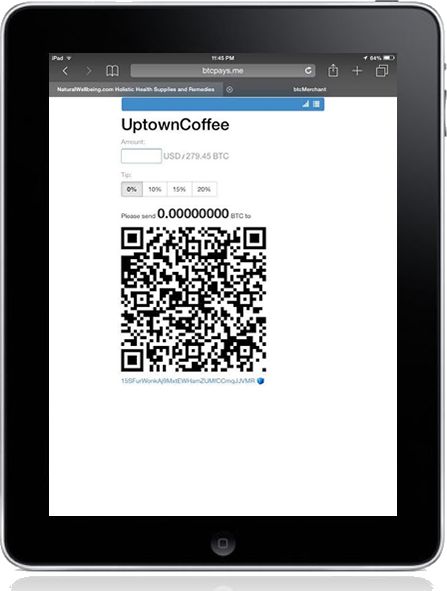 iPad 11:45 PM 64%
btcpays.me
NaturalWellbeing.com Holistic Health Supplies and Remedies btcMerchant
UptownCoffee
Amount:
USD / 279.45 BTC
Tip:
0% 10% 15% 20%
Please send 0.00000000 BTC to